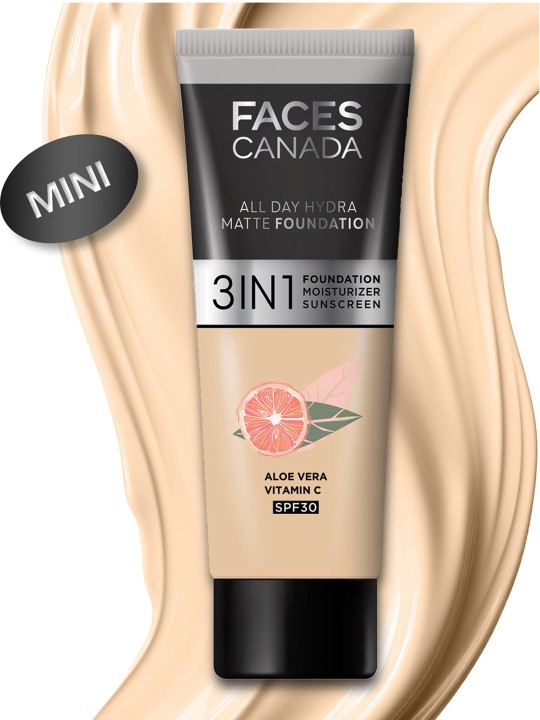 FACES
CANADA
MINI
ALL DAY HYDRA
MATTE FOUNDATION
3IN1
FOUNDATION
MOISTURIZER
SUNSCREEN
ALOE VERA
VITAMIN C
SPF30